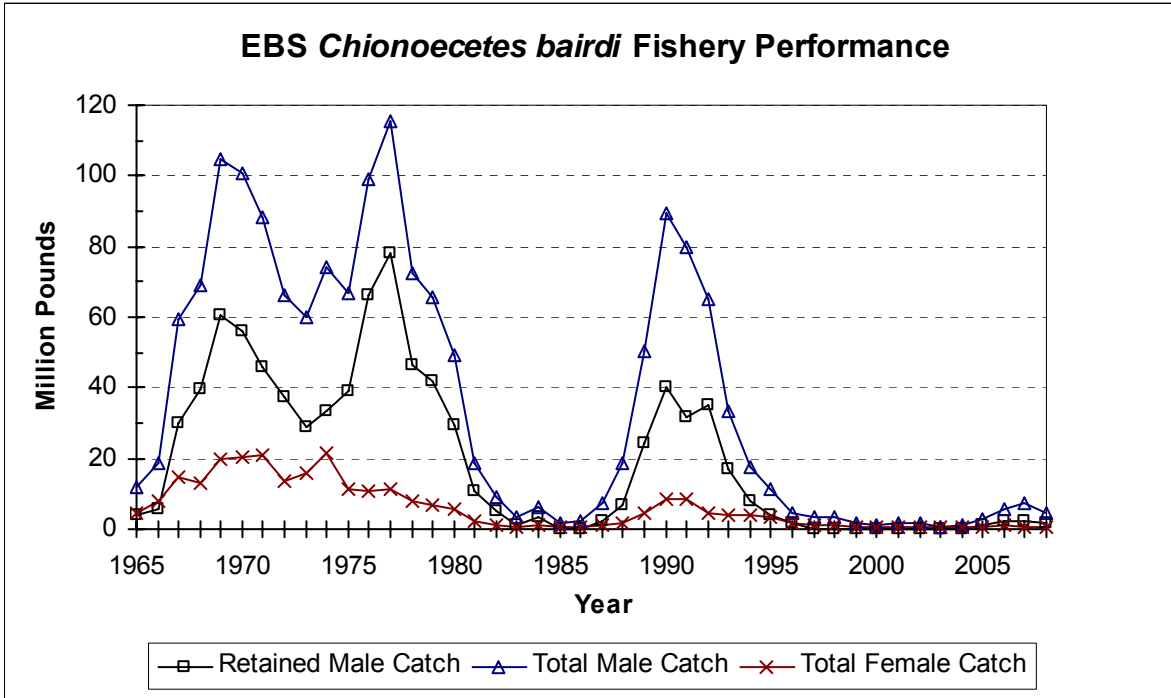 EBS Chionoecetes bairdi Fishery Performance
120
100
80
60
40
20
0
Million Pounds
1965 1970 1975 1980 1985 1990 1995 2000 2005
Year
Retained Male Catch Total Male Catch Total Female Catch